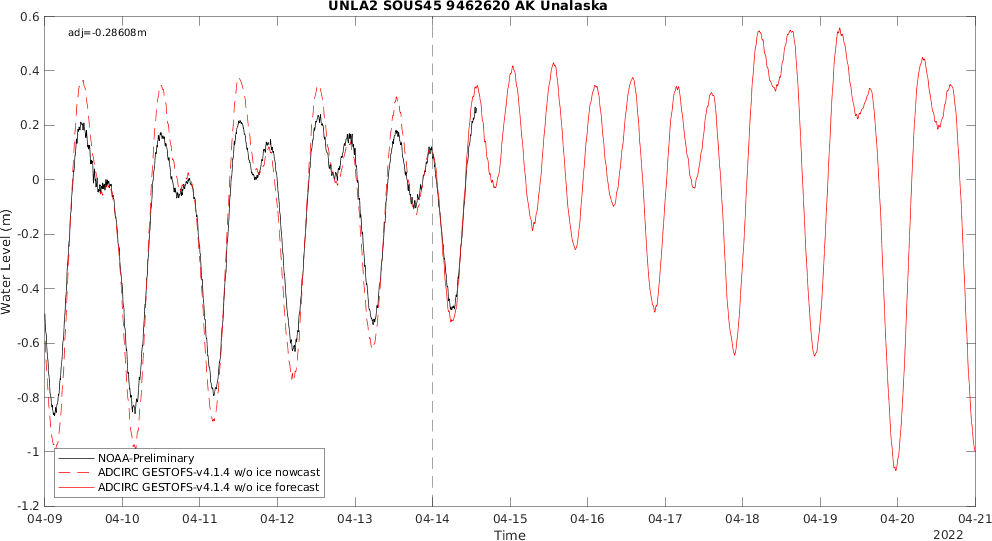 UNLA2 SOUS45 9462620 AK Unalaska
adj=-0.28608m
0.6
0.4
0.2
0
-0.2
-0.4
-0.6
-0.8
-1
-1.2
Water Level (m)
NOAA-Preliminary
ADCIRC GESTOFS-v4.1.4 w/o ice nowcast
ADCIRC GESTOFS-v4.1.4 w/o ice forecast
04-09 04-10 04-11 04-12 04-13 04-14 04-15 04-16 04-17 04-18 04-19 04-20 04-21
Time
2022